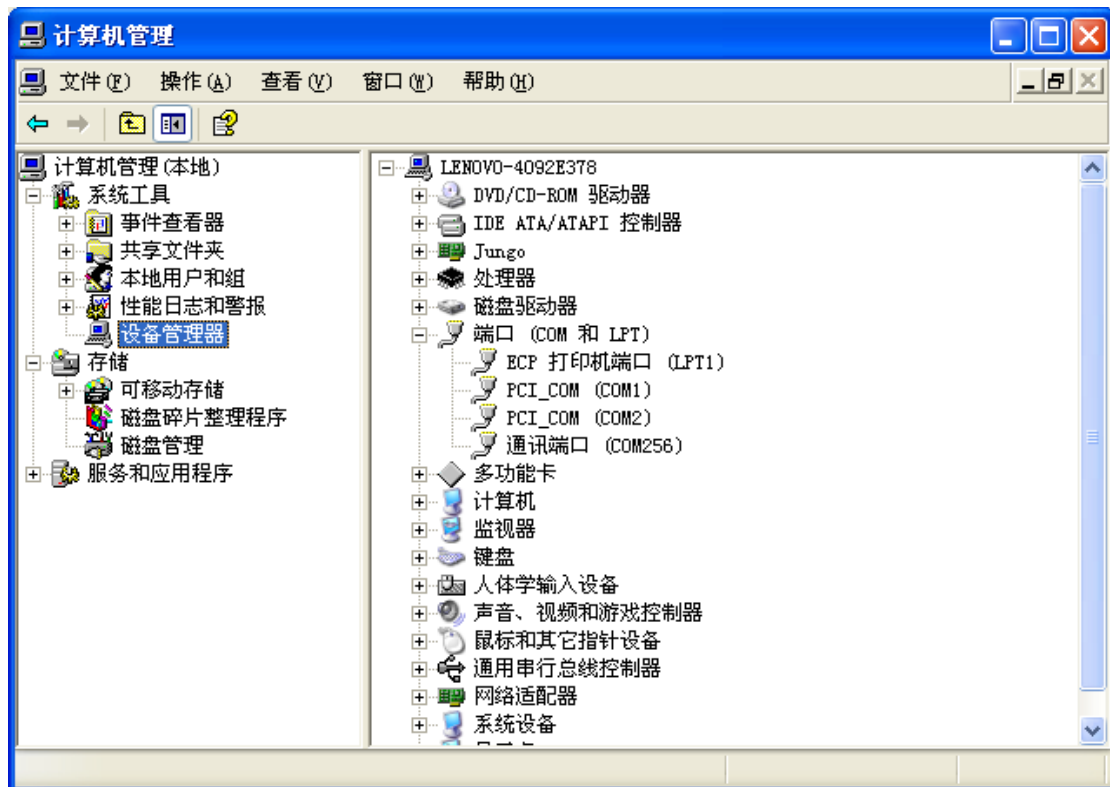 计算机管理
文件(F) 操作(A) 查看(V) 窗口(W) 帮助(H)
计算机管理(本地)
系统工具
事件查看器
共享文件夹
本地用户和组
性能日志和警报
设备管理器
存储
可移动存储
磁盘碎片整理程序
磁盘管理
服务和应用程序
LENOVO-4092E378
DVD/CD-ROM 驱动器
IDE ATA/ATAPI 控制器
Jungo
处理器
磁盘驱动器
端口 (COM 和 LPT)
ECP 打印机端口 (LPT1)
PCI_COM (COM1)
PCI_COM (COM2)
通讯端口 (COM256)
多功能卡
计算机
监视器
键盘
人体学输入设备
声音、视频和游戏控制器
鼠标和其它指针设备
通用串行总线控制器
网络适配器
系统设备